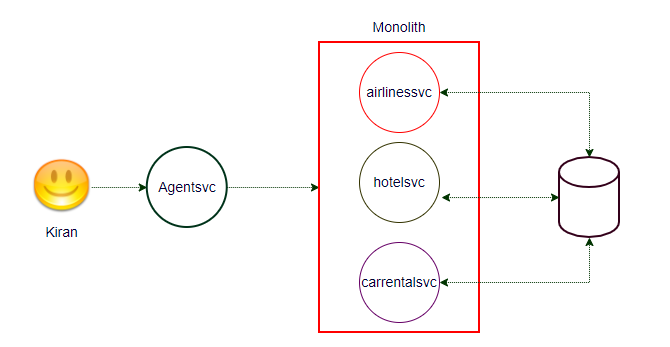 Monolith
airlinessvc
Agentsvc
hotelsvc
Kiran
carrentalsvc